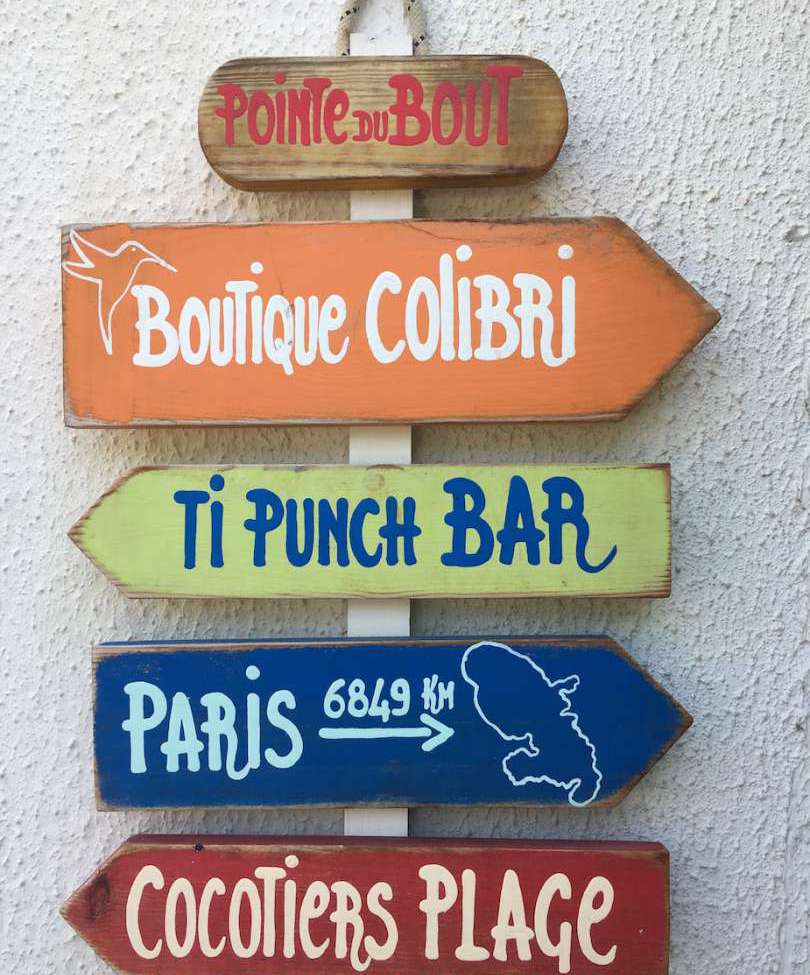 POINTE DU BOUT
BOUTIQUE COLIBRI
TI PUNCH BAR
PARIS 6849 KM
COCOTIERS PLAGE